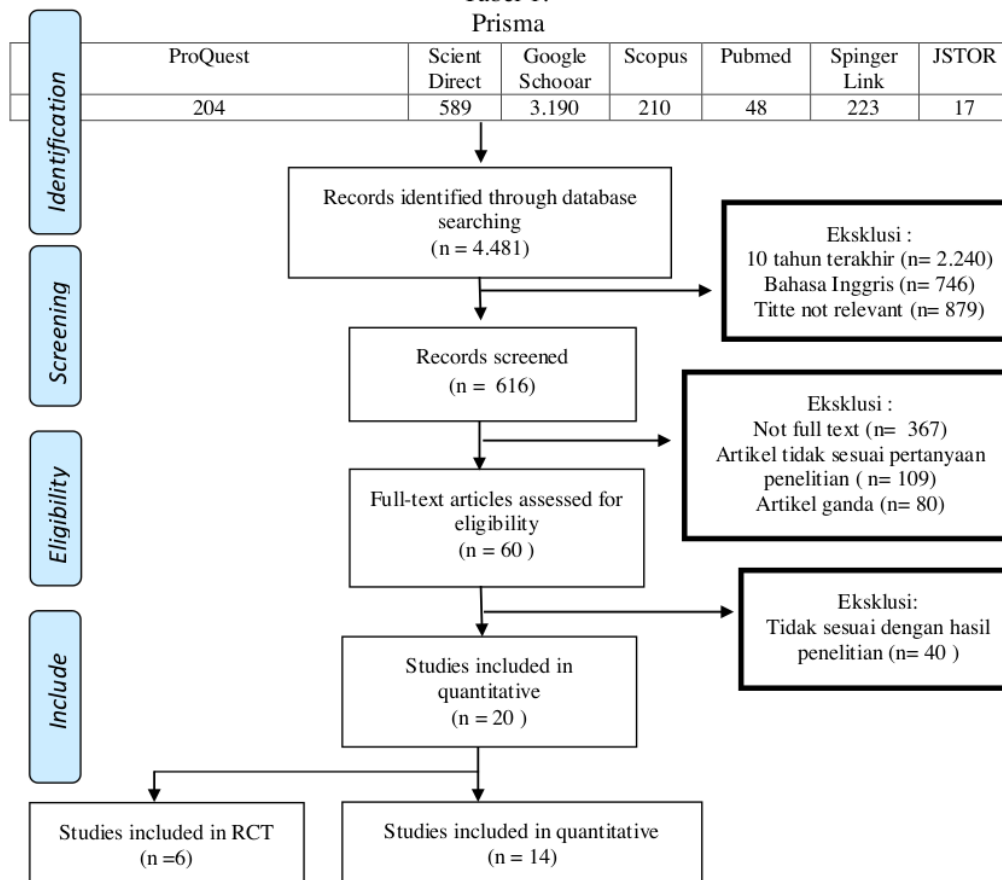 Prisma
ProQuest
Scient
Direct
Google
Schooar
Scopus
Pubmed
Spinger
Link
JSTOR
204
589
3.190
210
48
223
17
Identification
Records identified through database
searching
(n = 4.481)
Eksklusi :
10 tahun terakhir (n= 2.240)
Bahasa Inggris (n= 746)
Titte not relevant (n= 879)
Screening
Records screened
(n =  616)
Eksklusi :
Not full text (n=  367)
Artikel tidak sesuai pertanyaan
penelitian ( n= 109)
Artikel ganda (n= 80)
Eligibility
Full-text articles assessed for
eligibility
(n = 60 )
Eksklusi:
Tidak sesuai dengan hasil
penelitian (n= 40 )
Include
Studies included in
quantitative
(n = 20 )
Studies included in RCT
(n =6)
Studies included in quantitative
(n = 14)